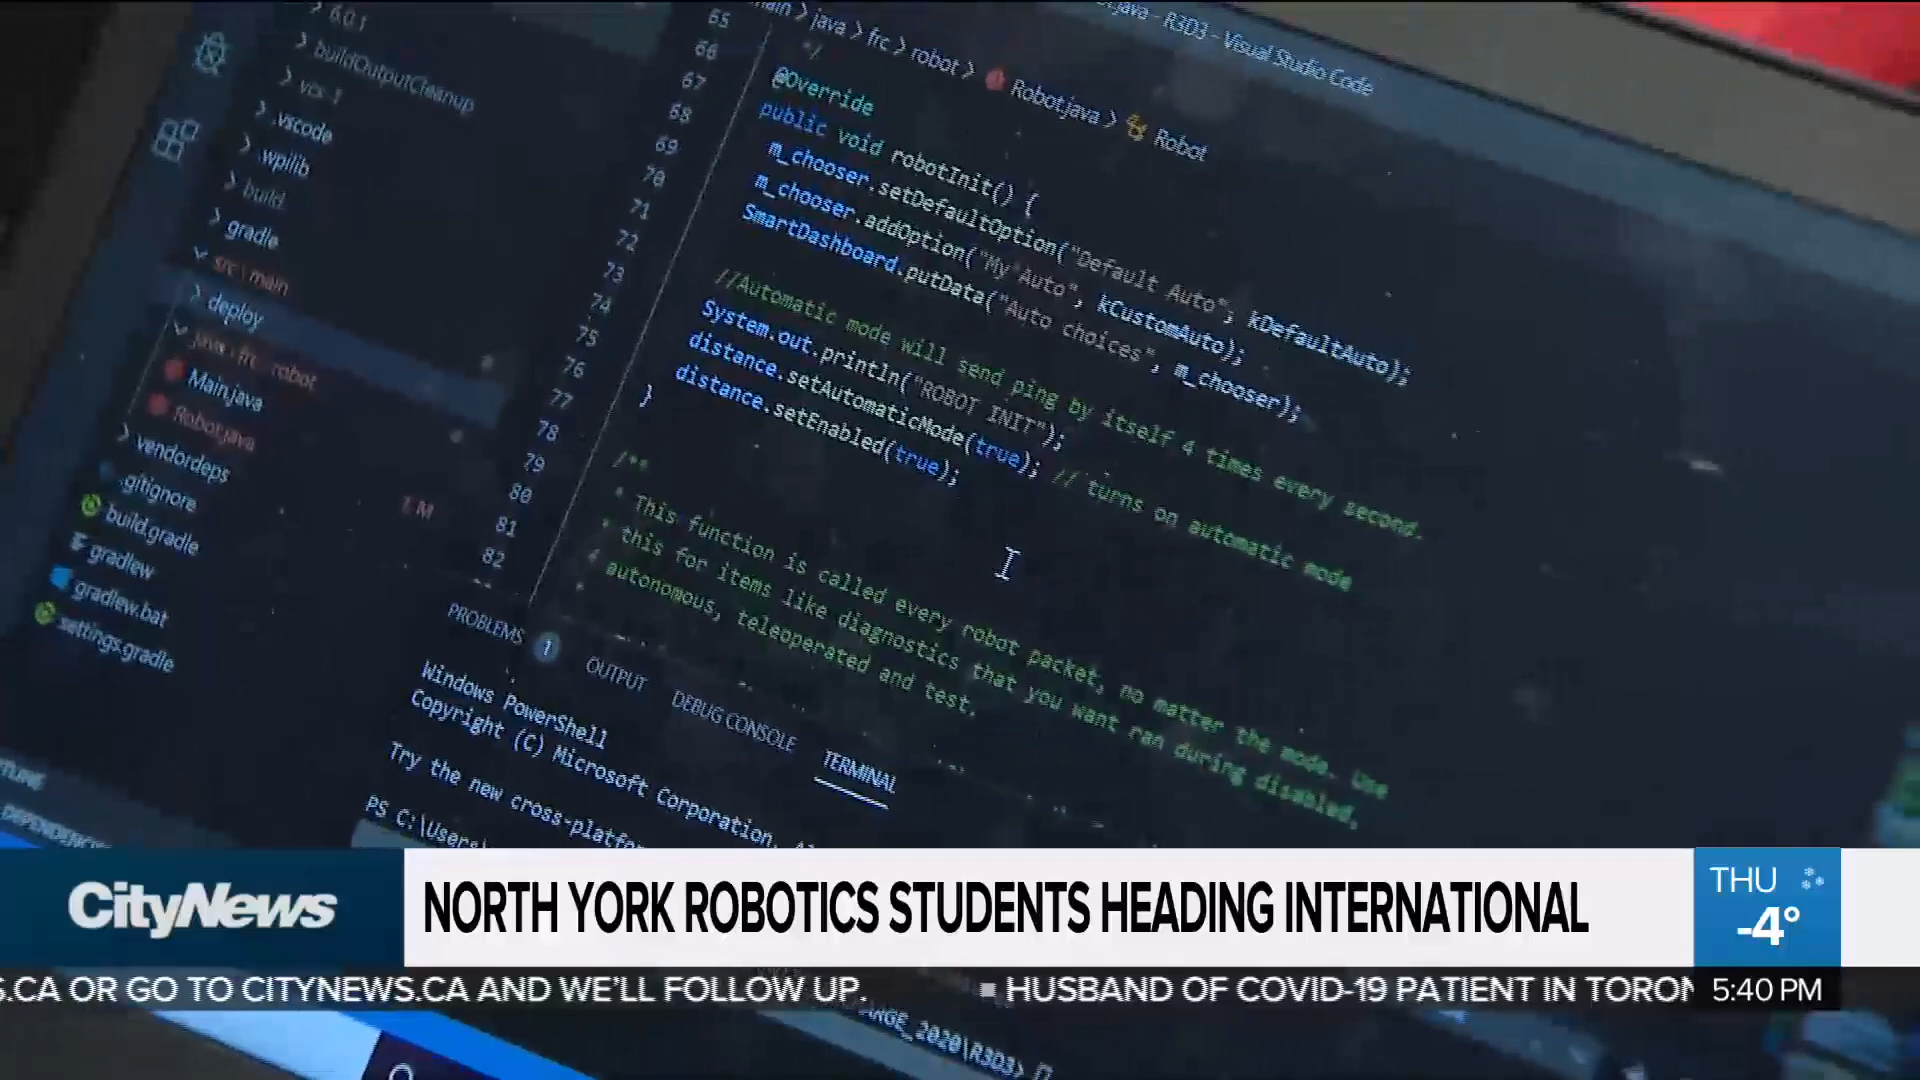 .java - R3D3 - Visual Studio Code
main > java > frc > robot > Robot.java > Robot
6.0.1
buildOutputCleanup
vcs-1
.vscode
.wpilib
build
gradle
src\main
deploy
java\frc\robot
Main.java
Robot.java
1, M
vendordeps
.gitignore
build.gradle
gradlew
gradlew.bat
settings.gradle
65
66
67
68
69
70
71
72
73
74
75
76
77
78
79
80
81
82
*/
@Override
public void robotInit() {
m_chooser.setDefaultOption("Default Auto", kDefaultAuto);
m_chooser.addOption("My Auto", kCustomAuto);
SmartDashboard.putData("Auto choices", m_chooser);
//Automatic mode will send ping by itself 4 times every second.
System.out.println("ROBOT INIT");
distance.setAutomaticMode(true); // turns on automatic mode
distance.setEnabled(true);
}
/**
* This function is called every robot packet, no matter the mode. Use
* this for items like diagnostics that you want ran during disabled,
* autonomous, teleoperated and test.
*
PROBLEMS 1 OUTPUT DEBUG CONSOLE TERMINAL
Windows PowerShell
Copyright (C) Microsoft Corporation.
Try the new
PS C:\Users\
_2020\R3D3>
CityNews
NORTH YORK ROBOTICS STUDENTS HEADING INTERNATIONAL
THU
-4°
S.CA OR GO TO CITYNEWS.CA AND WE'LL FOLLOW UP. ■ HUSBAND OF COVID-19 PATIENT IN TORON
5:40 PM